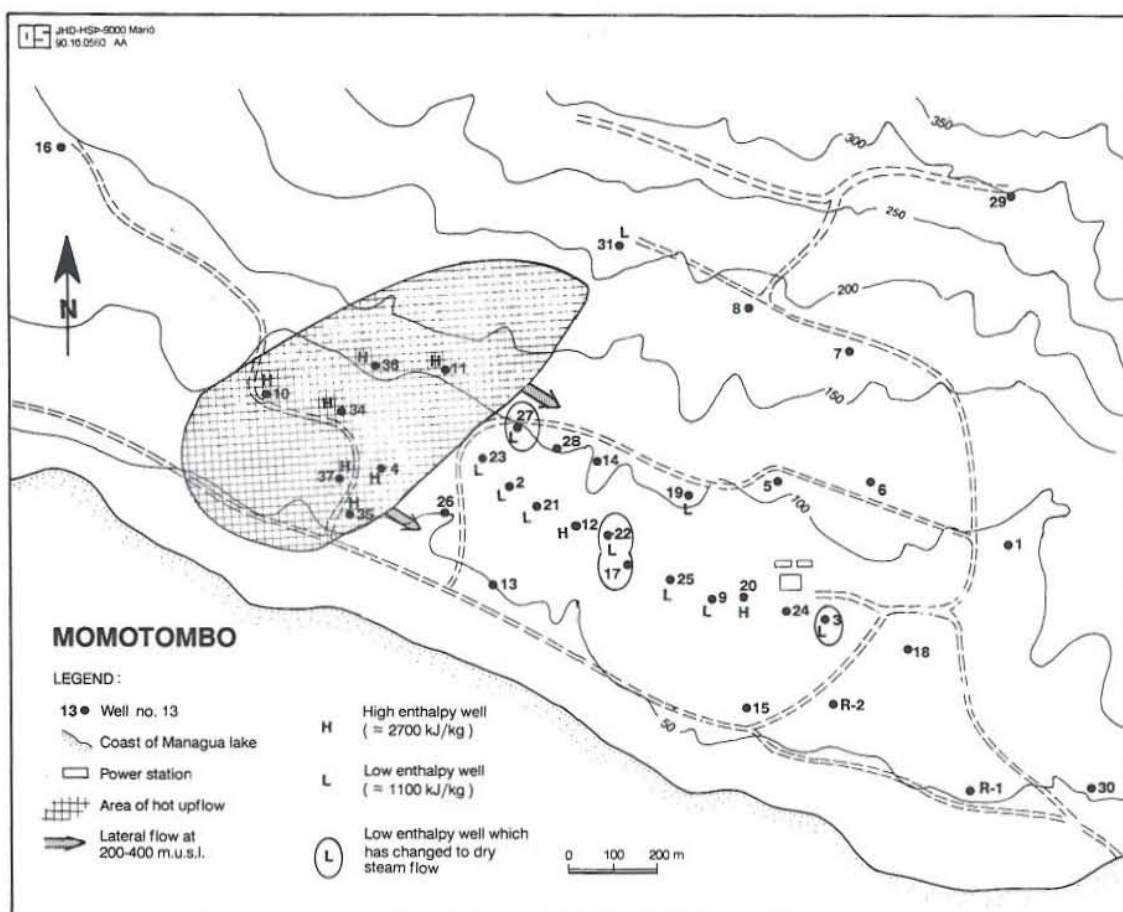 OS JHD-HSÞ-9000 Marió
90.10.0560 AA
350
300
16
29
250
L
31
200
8
N
7
H
36
H
11
H
10
150
H
34
27
L
28
23
L
14
H
37
4
H
5
6
2
L
19
L
100
H
35
26
21
L
12
H
22
L
1
17
13
25
L
9
L
20
H
24
3
L
18
MOMOTOMBO
LEGEND :
13 Well no. 13
Coast of Managua lake
Power station
Area of hot upflow
Lateral flow at
200-400 m.u.s.l.
H High enthalpy well
( ≈ 2700 kJ/kg )
L Low enthalpy well
( ≈ 1100 kJ/kg )
L Low enthalpy well which
has changed to dry
steam flow
0 100 200 m
15
R-2
50
R-1
30